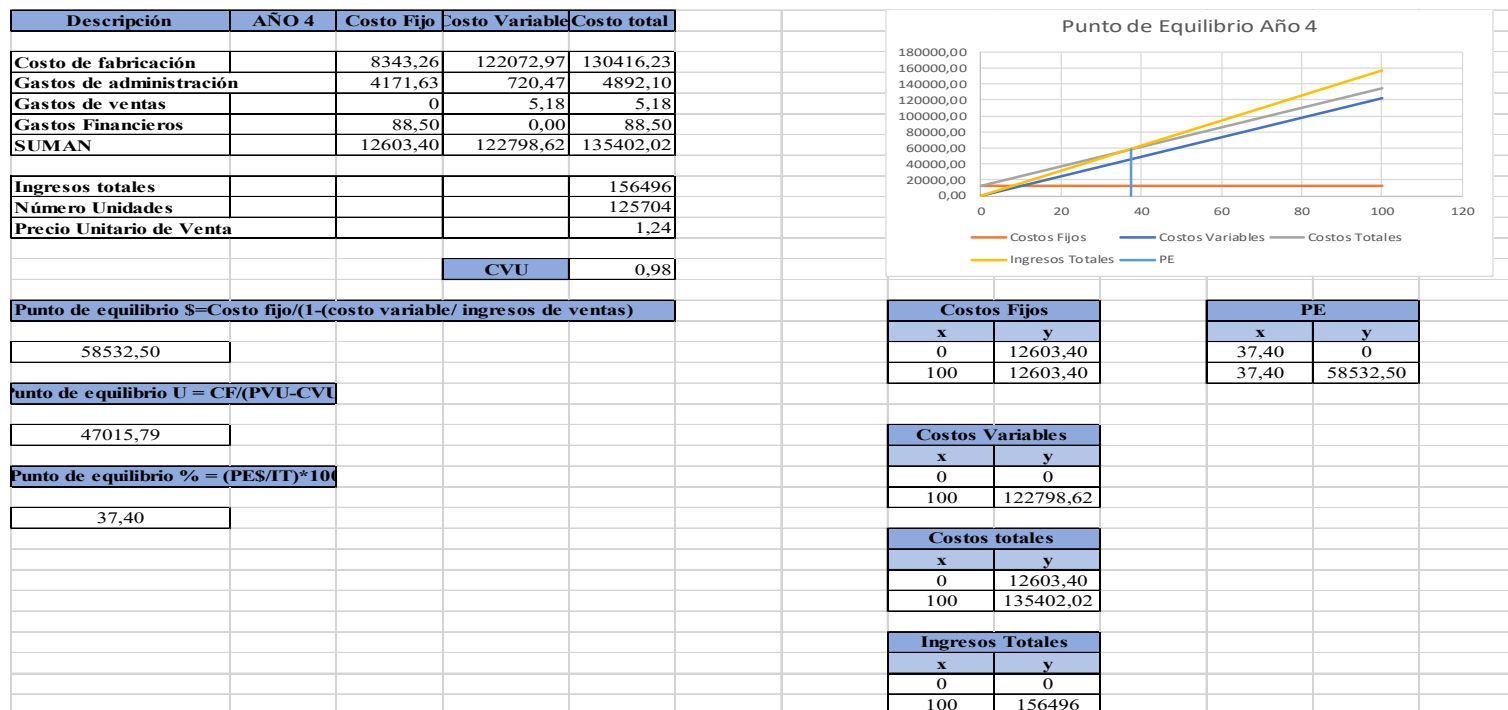 Descripción AÑO 4 Costo Fijo Costo Variable Costo total
Costo de fabricación 8343,26 122072,97 130416,23
Gastos de administración 4171,63 720,47 4892,10
Gastos de ventas 0 5,18 5,18
Gastos Financieros 88,50 0,00 88,50
SUMAN 12603,40 122798,62 135402,02
Ingresos totales 156496
Número Unidades 125704
Precio Unitario de Venta 1,24
CVU 0,98
Punto de equilibrio $=Costo fijo/(1-(costo variable/ ingresos de ventas)
58532,50
Punto de equilibrio U = CF/(PVU-CVU
47015,79
Punto de equilibrio % = (PE$/IT)*100
37,40
Punto de Equilibrio Año 4
180000,00
160000,00
140000,00
120000,00
100000,00
80000,00
60000,00
40000,00
20000,00
0,00
0 20 40 60 80 100 120
Costos Fijos Costos Variables Costos Totales
Ingresos Totales PE
Costos Fijos
x y
0 12603,40
100 12603,40
PE
x y
37,40 0
37,40 58532,50
Costos Variables
x y
0 0
100 122798,62
Costos totales
x y
0 12603,40
100 135402,02
Ingresos Totales
x y
0 0
100 156496